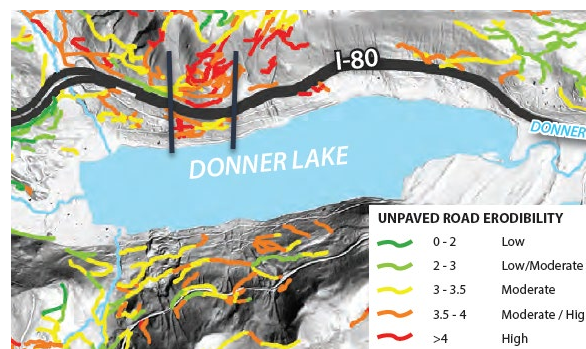 I-80
DONNER
DONNER LAKE
UNPAVED ROAD ERODIBILITY
0 - 2 Low
2 - 3 Low/Moderate
3 - 3.5 Moderate
3.5 - 4 Moderate / Hig
>4 High